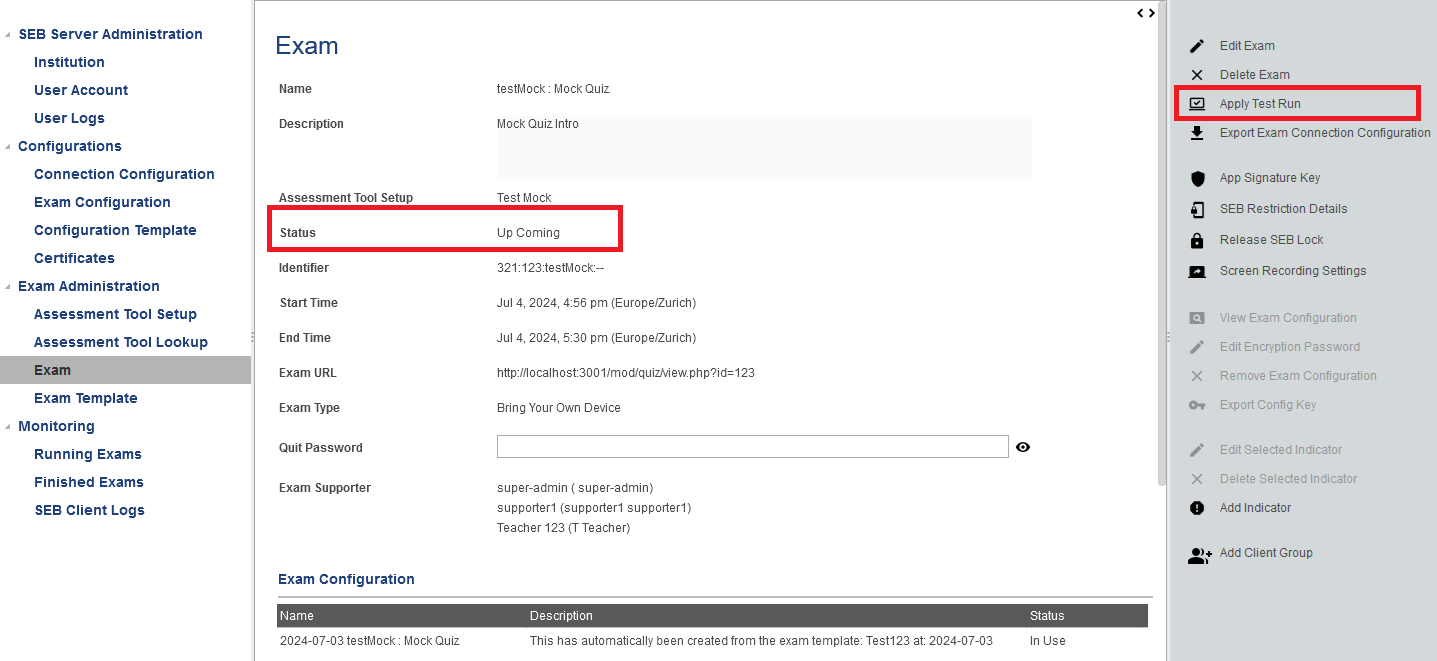 SEB Server Administration
Institution
User Account
User Logs
Configurations
Connection Configuration
Exam Configuration
Configuration Template
Certificates
Exam Administration
Assessment Tool Setup
Assessment Tool Lookup
Exam
Exam Template
Monitoring
Running Exams
Finished Exams
SEB Client Logs
Exam
Name testMock : Mock Quiz
Description Mock Quiz Intro
Assessment Tool Setup Test Mock
Status Up Coming
Identifier 321:123:testMock:--
Start Time Jul 4, 2024, 4:56 pm (Europe/Zurich)
End Time Jul 4, 2024, 5:30 pm (Europe/Zurich)
Exam URL http://localhost:3001/mod/quiz/view.php?id=123
Exam Type Bring Your Own Device
Quit Password
Exam Supporter super-admin ( super-admin)
supporter1 (supporter1 supporter1)
Teacher 123 (T Teacher)
Exam Configuration
Name Description Status
2024-07-03 testMock : Mock Quiz This has automatically been created from the exam template: Test123 at: 2024-07-03 In Use
Edit Exam
Delete Exam
Apply Test Run
Export Exam Connection Configuration
App Signature Key
SEB Restriction Details
Release SEB Lock
Screen Recording Settings
View Exam Configuration
Edit Encryption Password
Remove Exam Configuration
Export Config Key
Edit Selected Indicator
Delete Selected Indicator
Add Indicator
Add Client Group